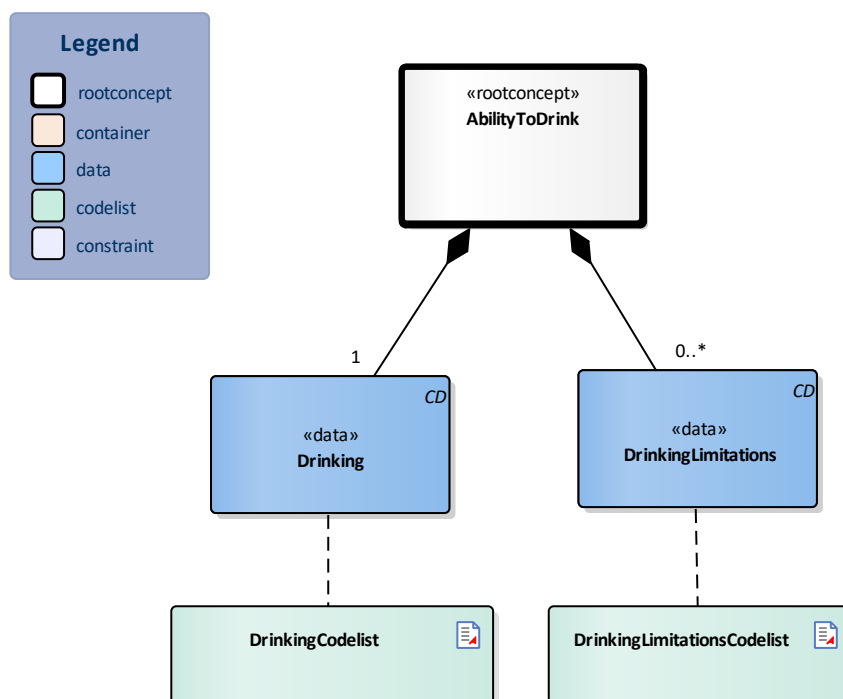 Legend
rootconcept
container
data
codelist
constraint
«rootconcept»
AbilityToDrink
1
0..*
CD
«data»
Drinking
CD
«data»
DrinkingLimitations
DrinkingCodelist
DrinkingLimitationsCodelist